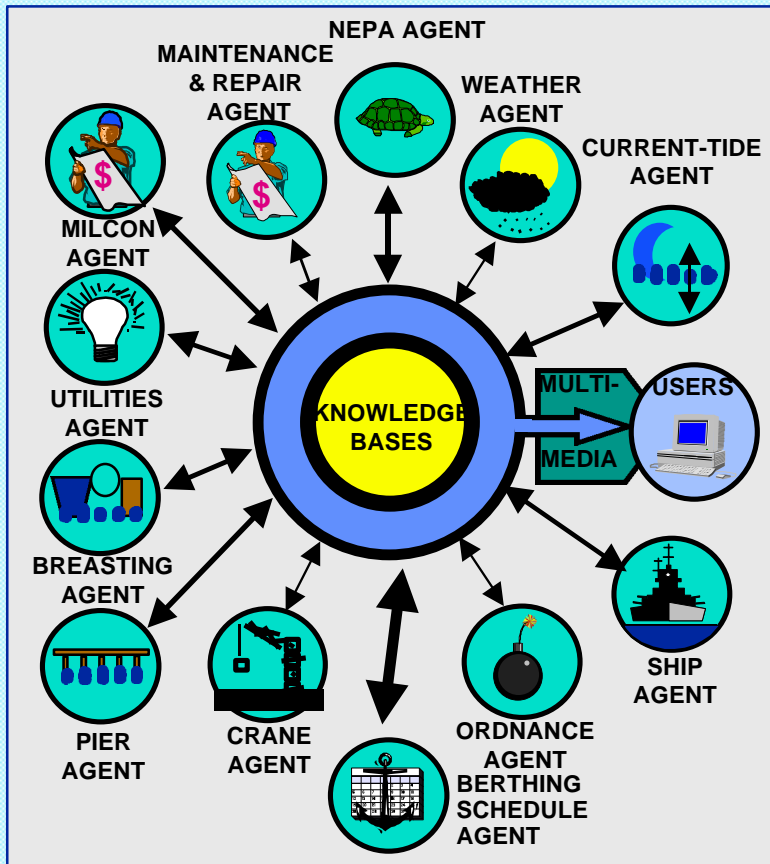 NEPA AGENT
MAINTENANCE
& REPAIR
AGENT
WEATHER
AGENT
CURRENT-TIDE
AGENT
$
$
MILCON
AGENT
UTILITIES
AGENT
KNOWLEDGE
BASES
MULTI-
MEDIA
USERS
BREASTING
AGENT
PIER
AGENT
CRANE
AGENT
ORDNANCE
AGENT
SHIP
AGENT
BERTHING
SCHEDULE
AGENT